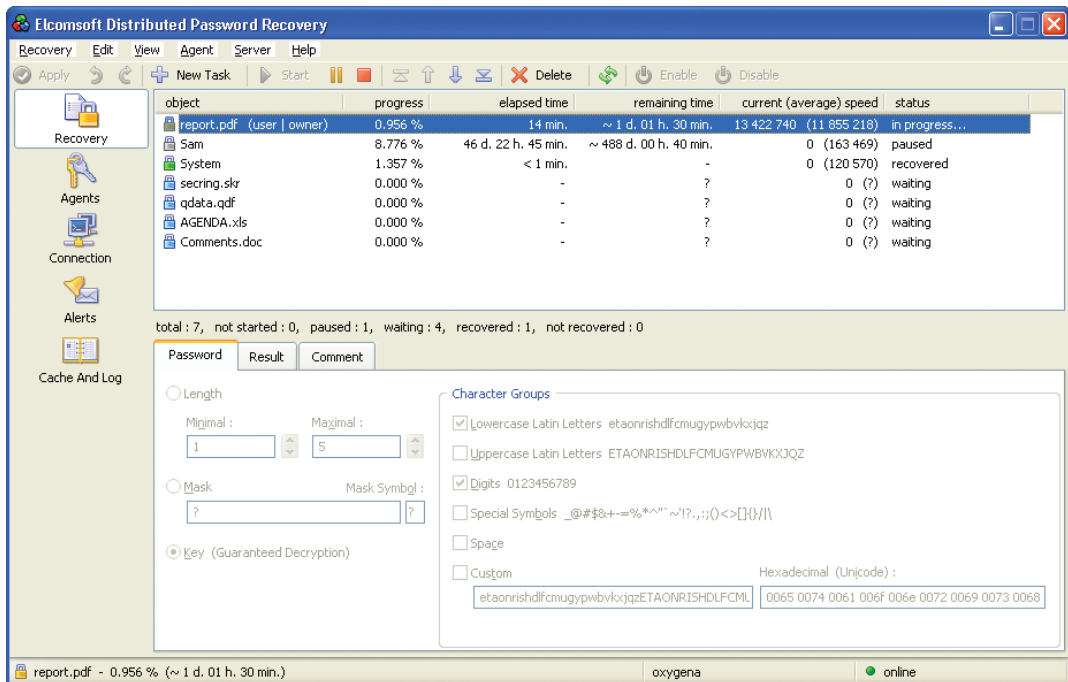 Elcomsoft Distributed Password Recovery
Recovery Edit View Agent Server Help
Apply New Task Start Delete Enable Disable
Recovery
Agents
Connection
Alerts
Cache And Log
object progress elapsed time remaining time current (average) speed status
report.pdf (user | owner) 0.956 % 14 min. ~ 1 d. 01 h. 30 min. 13 422 740 (11 855 218) in progress...
Sam 8.776 % 46 d. 22 h. 45 min. ~ 488 d. 00 h. 40 min. 0 (163 469) paused
System 1.357 % < 1 min. - 0 (120 570) recovered
secring.skr 0.000 % - ? 0 (?) waiting
qdata.qdf 0.000 % - ? 0 (?) waiting
AGENDA.xls 0.000 % - ? 0 (?) waiting
Comments.doc 0.000 % - ? 0 (?) waiting
total : 7, not started : 0, paused : 1, waiting : 4, recovered : 1, not recovered : 0
Password Result Comment
Length
Minimal : Maximal :
1 5
Mask Mask Symbol :
? ?
Key (Guaranteed Decryption)
Character Groups
Lowercase Latin Letters etaonrishdlfcmugypwbvkxjqz
Uppercase Latin Letters ETAONRISHDLFCMUGYPWBVKXJQZ
Digits 0123456789
Special Symbols _@#$&+-=%*^"`~'!?.,:;()<>[]{}/|\
Space
Custom Hexadecimal (Unicode) :
etaonrishdlfcmugypwbvkxjqzETAONRISHDLFCMU 0065 0074 0061 006f 006e 0072 0069 0073 0068
report.pdf - 0.956 % (~ 1 d. 01 h. 30 min.) oxygena online